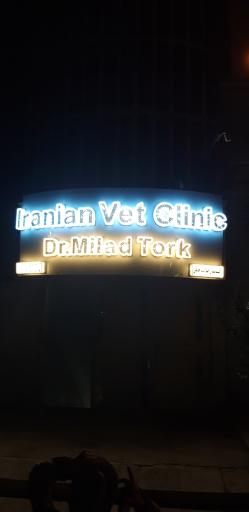 Iranian Vet Clinic
Dr.Milad Tork